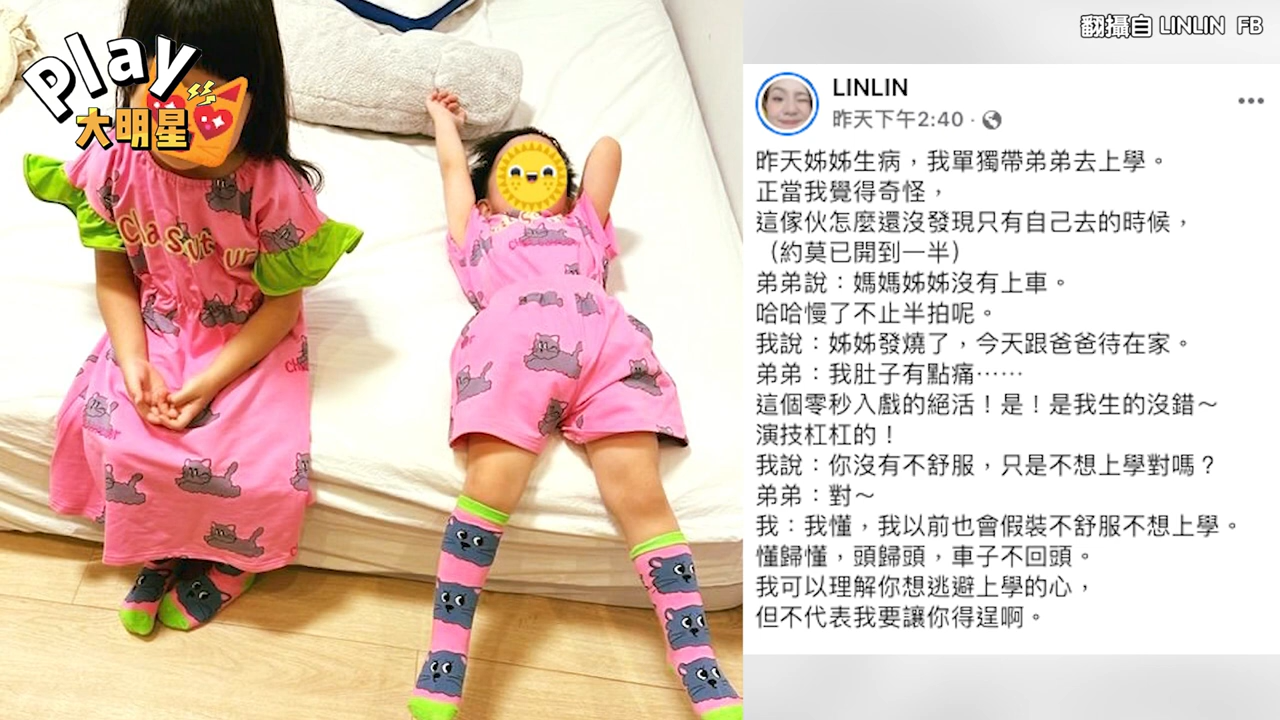 Play
大明星
Cla
翻攝自 LINLIN FB
LINLIN
昨天下午2:40 ·
昨天姊姊生病，我單獨帶弟弟去上學。
正當我覺得奇怪，
這傢伙怎麼還沒發現只有自己去的時候，
（約莫已開到一半）
弟弟說：媽媽姊姊沒有上車。
哈哈慢了不止半拍呢。
我說：姊姊發燒了，今天跟爸爸待在家。
弟弟：我肚子有點痛⋯⋯
這個零秒入戲的絕活！是！是我生的沒錯～
演技杠杠的！
我說：你沒有不舒服，只是不想上學對嗎？
弟弟：對～
我：我懂，我以前也會假裝不舒服不想上學。
懂歸懂，頭歸頭，車子不回頭。
我可以理解你想逃避上學的心，
但不代表我要讓你得逞啊。